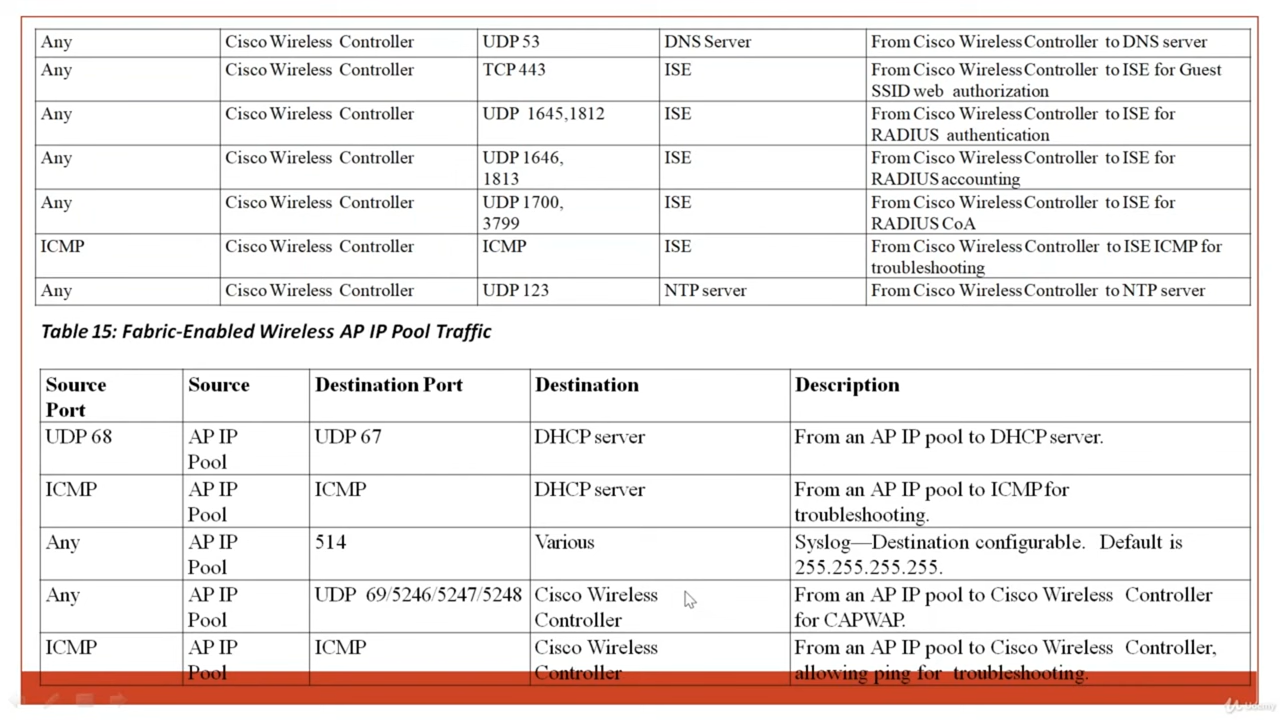 Any Cisco Wireless Controller UDP 53 DNS Server From Cisco Wireless Controller to DNS server
Any Cisco Wireless Controller TCP 443 ISE From Cisco Wireless Controller to ISE for Guest
SSID web authorization
Any Cisco Wireless Controller UDP 1645,1812 ISE From Cisco Wireless Controller to ISE for
RADIUS authentication
Any Cisco Wireless Controller UDP 1646, ISE From Cisco Wireless Controller to ISE for
1813 RADIUS accounting
Any Cisco Wireless Controller UDP 1700, ISE From Cisco Wireless Controller to ISE for
3799 RADIUS CoA
ICMP Cisco Wireless Controller ICMP ISE From Cisco Wireless Controller to ISE ICMP for
troubleshooting
Any Cisco Wireless Controller UDP 123 NTP server From Cisco Wireless Controller to NTP server
Table 15: Fabric-Enabled Wireless AP IP Pool Traffic
Source Source Destination Port Destination Description
Port
UDP 68 AP IP UDP 67 DHCP server From an AP IP pool to DHCP server.
Pool
ICMP AP IP ICMP DHCP server From an AP IP pool to ICMP for
Pool troubleshooting.
Any AP IP 514 Various Syslog—Destination configurable. Default is
Pool 255.255.255.255.
Any AP IP UDP 69/5246/5247/5248 Cisco Wireless From an AP IP pool to Cisco Wireless Controller
Pool Controller for CAPWAP.
ICMP AP IP ICMP Cisco Wireless From an AP IP pool to Cisco Wireless Controller,
Pool Controller allowing ping for troubleshooting.
Udemy